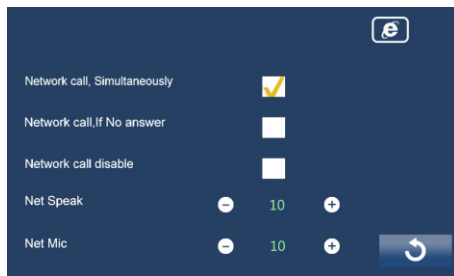 Network call, Simultaneously
Network call,If No answer
Network call disable
Net Speak - 10 +
Net Mic - 10 +